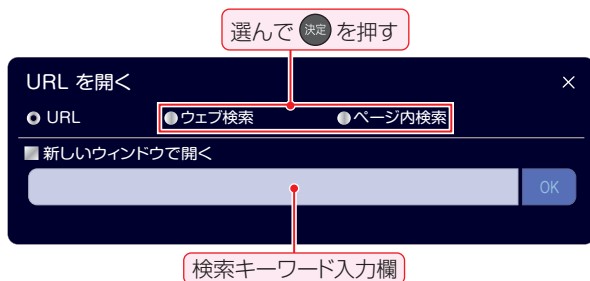 選んで 決定 を押す
URL を開く ×
URL ウェブ検索 ページ内検索
新しいウィンドウで開く
OK
検索キーワード入力欄